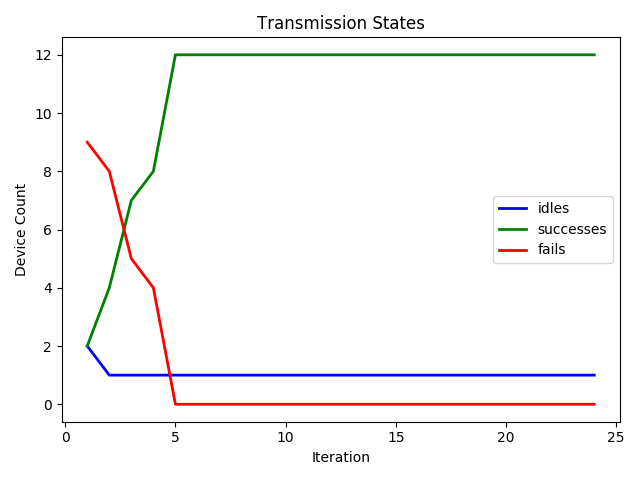 Transmission States
Device Count
12
10
8
6
4
2
0
idles
successes
fails
0 5 10 15 20 25
Iteration